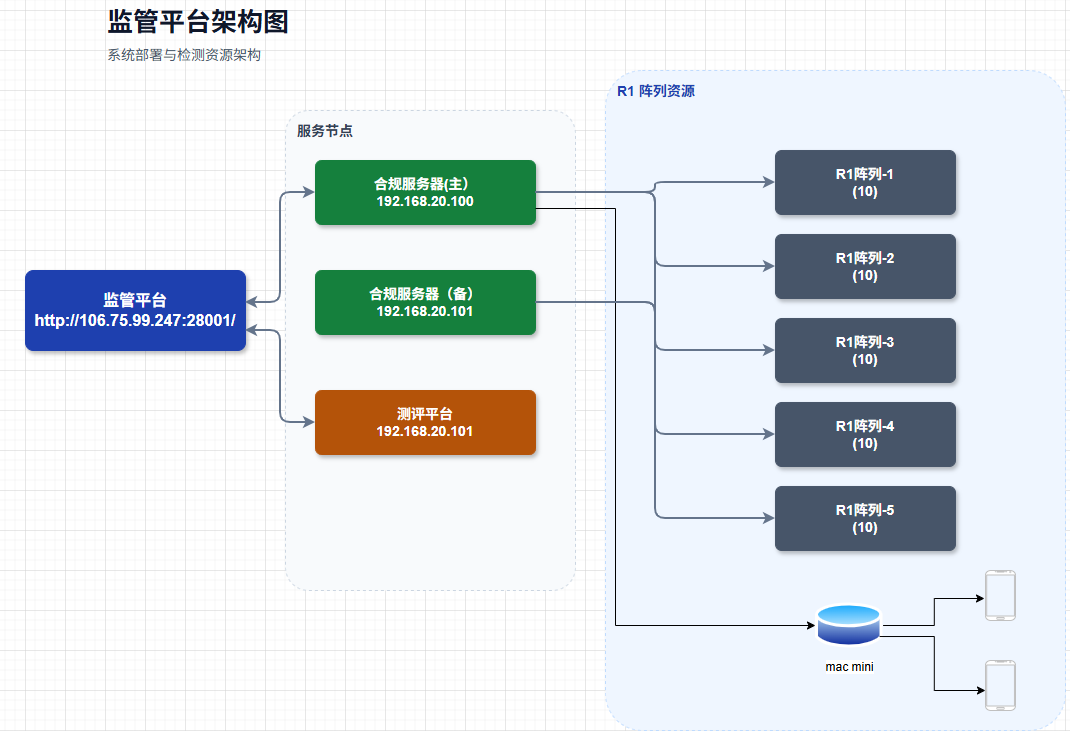 监管平台架构图
系统部署与检测资源架构
R1 阵列资源
服务节点
合规服务器(主）
192.168.20.100
合规服务器（备）
192.168.20.101
测评平台
192.168.20.101
监管平台
http://106.75.99.247:28001/
R1阵列-1
(10)
R1阵列-2
(10)
R1阵列-3
(10)
R1阵列-4
(10)
R1阵列-5
(10)
mac mini